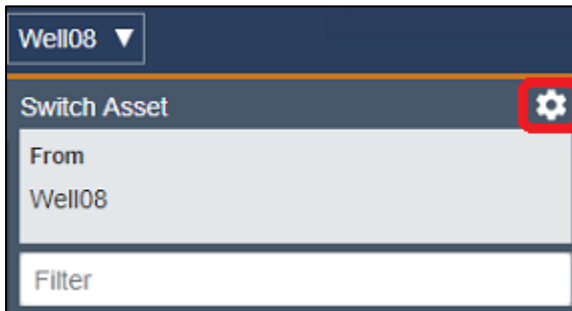 Well08 ▼
Switch Asset
From
Well08
Filter